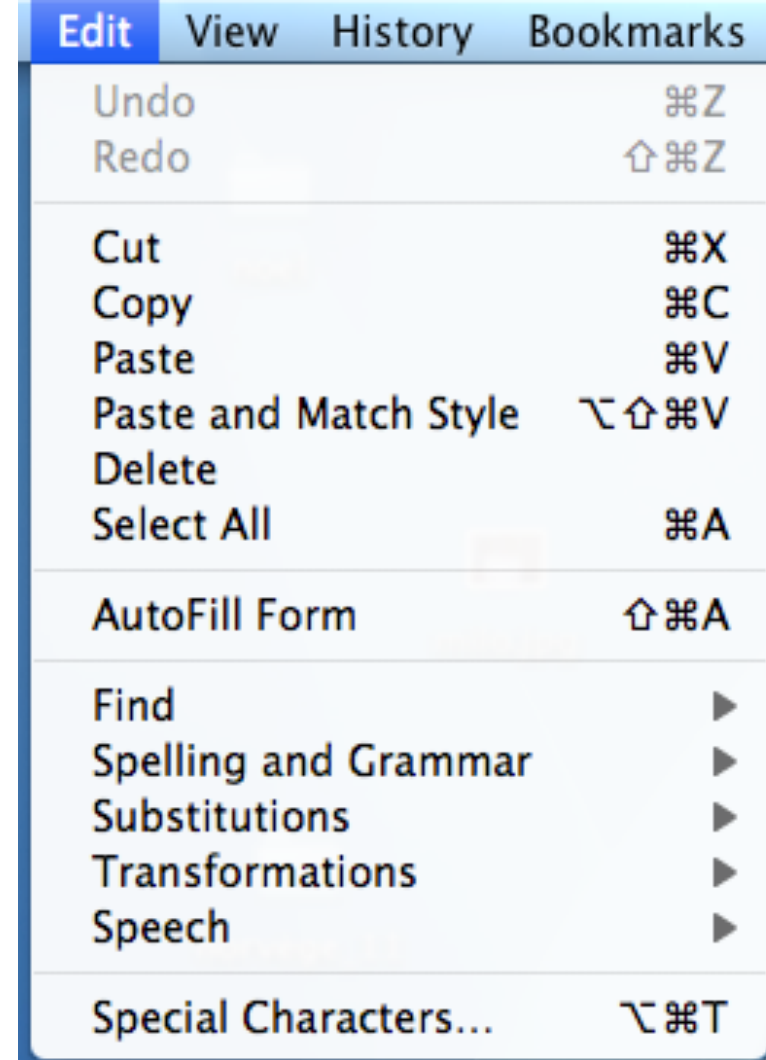 Edit View History Bookmarks
Undo ⌘Z
Redo ⇧⌘Z
Cut ⌘X
Copy ⌘C
Paste ⌘V
Paste and Match Style ⌥⇧⌘V
Delete
Select All ⌘A
AutoFill Form ⇧⌘A
Find ▶
Spelling and Grammar ▶
Substitutions ▶
Transformations ▶
Speech ▶
Special Characters... ⌥⌘T